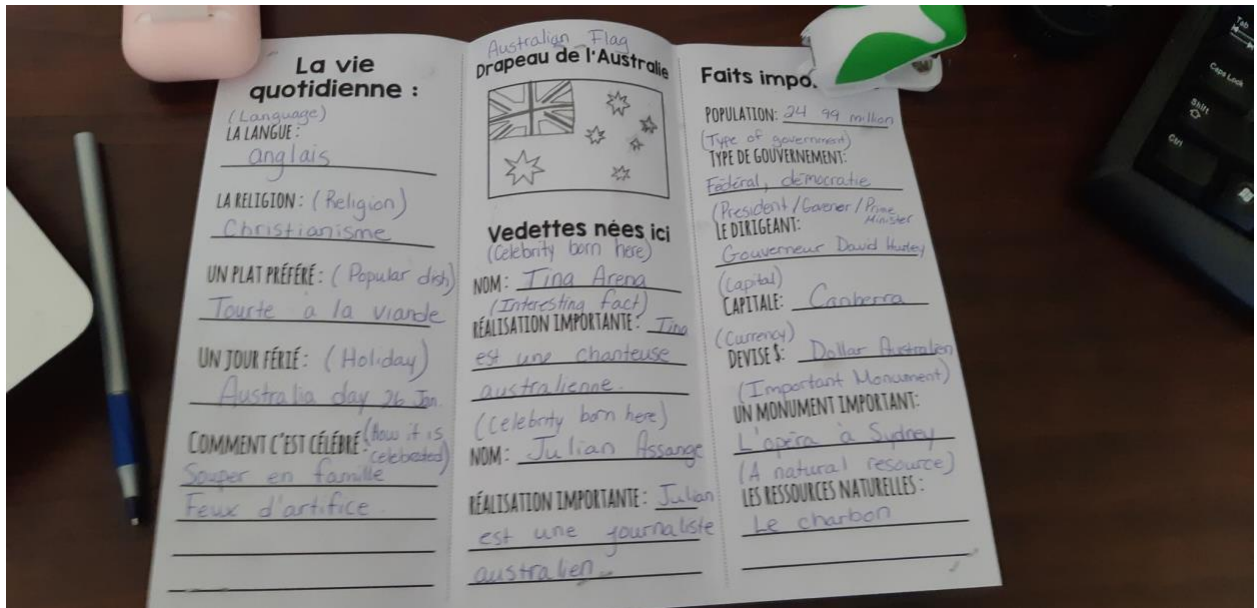 La vie
quotidienne :
(Language)
LA LANGUE :
anglais
LA RELIGION : (Religion)
Christianisme
UN PLAT PRÉFÉRÉ : (Popular dish)
Tourte à la viande
UN JOUR FÉRIÉ : (Holiday)
Australia day 26 Jan.
COMMENT C'EST CÉLÉBRÉ : (how it is
celebrated)
Souper en famille
Feux d'artifice
Australian Flag
Drapeau de l'Australie
Vedettes nées ici
(Celebrity born here)
NOM : Tina Arena
(Interesting fact)
RÉALISATION IMPORTANTE : Tina
est une chanteuse
australienne.
(Celebrity born here)
NOM : Julian Assange
RÉALISATION IMPORTANTE : Julian
est une journaliste
australien.
Faits impo
POPULATION: 24 99 million
(Type of government)
TYPE DE GOUVERNEMENT:
Fédéral, démocratie
(President / Govener / Prime
Minister
LE DIRIGEANT:
Gouverneur David Hurley
(capital)
CAPITALE: Canberra
(Currency)
DEVISE $: Dollar Australien
(Important Monument)
UN MONUMENT IMPORTANT:
L'opéra à Sydney
(A natural resource)
LES RESSOURCES NATURELLES :
Le charbon
Tab
Caps Lock
Shift
Ctrl